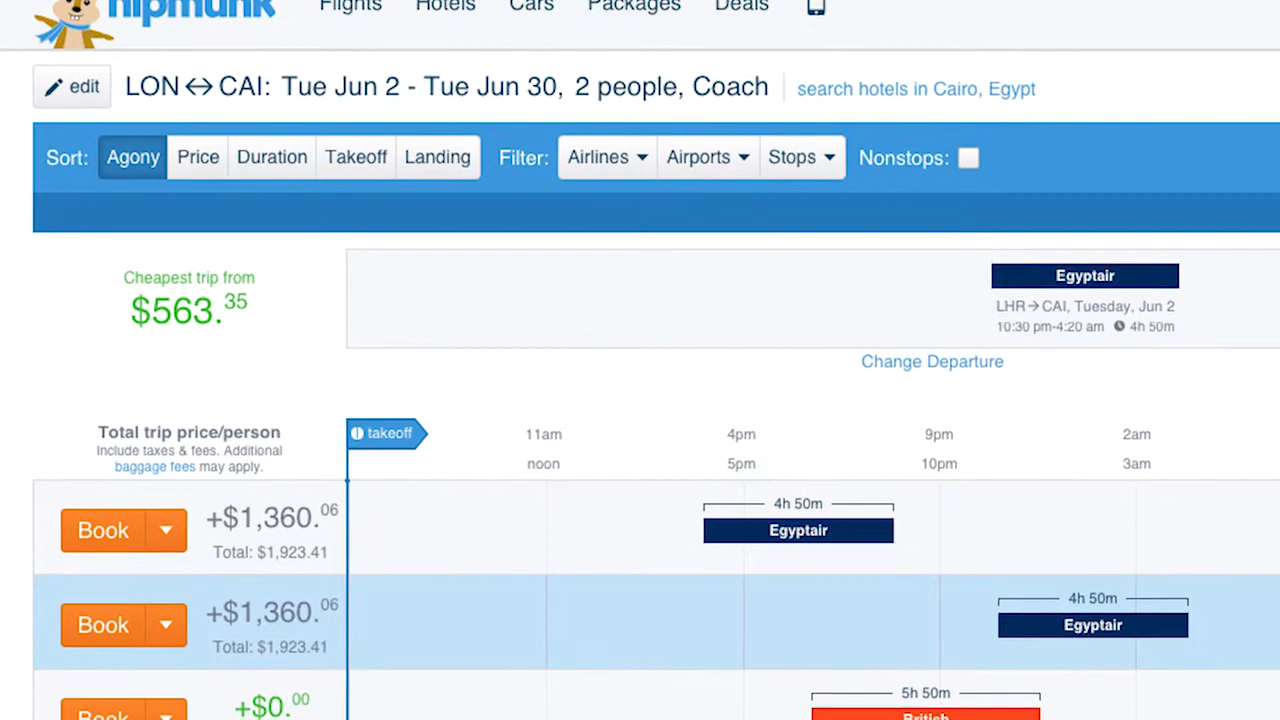 hipmunk
Flights Hotels Cars Packages Deals
edit LON↔CAI: Tue Jun 2 - Tue Jun 30, 2 people, Coach search hotels in Cairo, Egypt
Sort: Agony Price Duration Takeoff Landing Filter: Airlines Airports Stops Nonstops:
Cheapest trip from
$563.35
Egyptair
LHR→CAI, Tuesday, Jun 2
10:30 pm-4:20 am 4h 50m
Change Departure
Total trip price/person
Include taxes & fees. Additional
baggage fees may apply.
takeoff 11am 4pm 9pm 2am
noon 5pm 10pm 3am
Book +$1,360.06
Total: $1,923.41
4h 50m
Egyptair
Book +$1,360.06
Total: $1,923.41
4h 50m
Egyptair
Book +$0.00
5h 50m
British